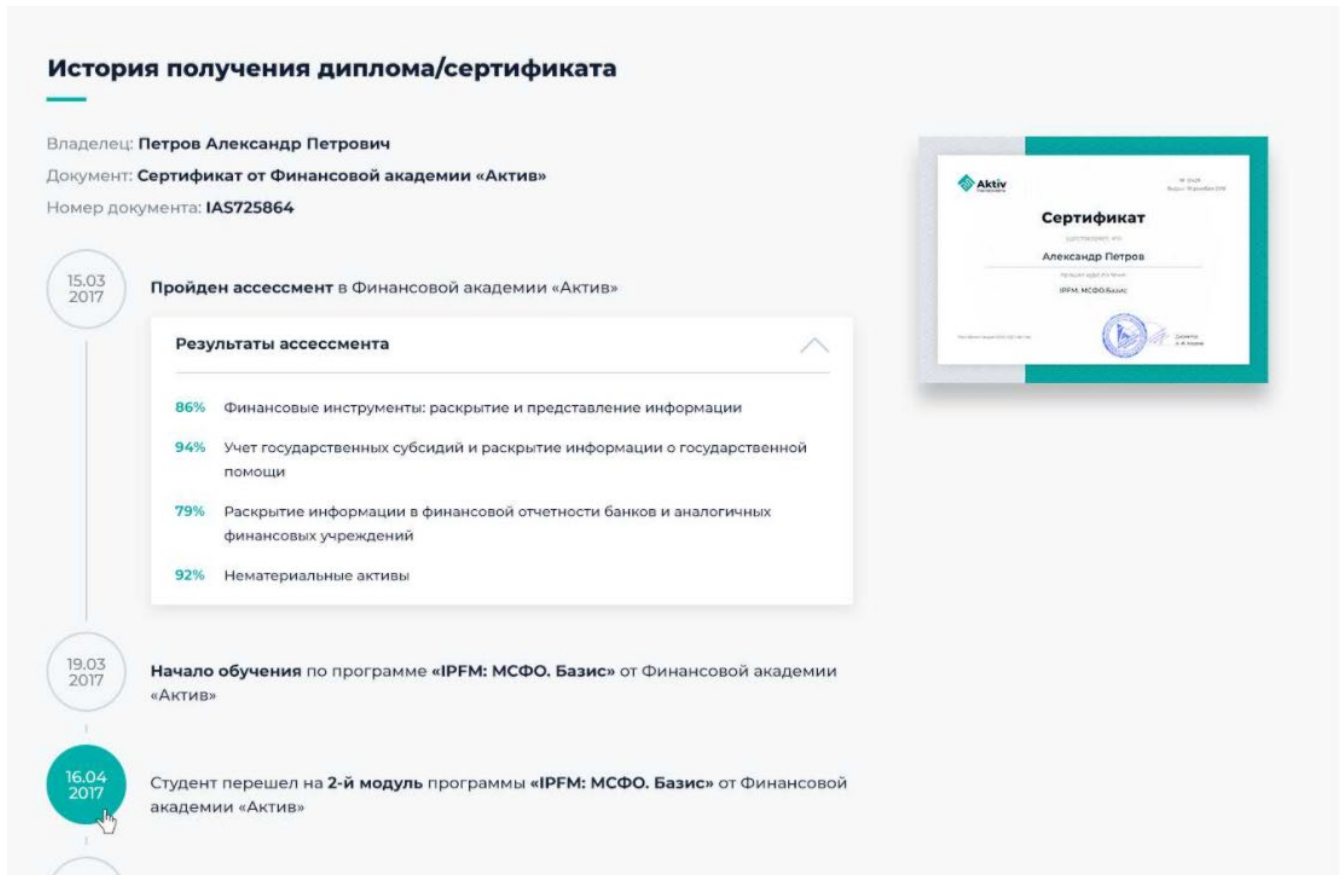 История получения диплома/сертификата
Владелец: Петров Александр Петрович
Документ: Сертификат от Финансовой академии «Актив»
Номер документа: IAS725864
15.03
2017
Пройден ассессмент в Финансовой академии «Актив»
Результаты ассессмента
86% Финансовые инструменты: раскрытие и представление информации
94% Учет государственных субсидий и раскрытие информации о государственной
помощи
79% Раскрытие информации в финансовой отчетности банков и аналогичных
финансовых учреждений
92% Нематериальные активы
19.03
2017
Начало обучения по программе «IPFM: МСФО. Базис» от Финансовой академии
«Актив»
16.04
2017
Студент перешел на 2-й модуль программы «IPFM: МСФО. Базис» от Финансовой
академии «Актив»
Aktiv
Сертификат
Александр Петров
IPFM: МСФО.Базис